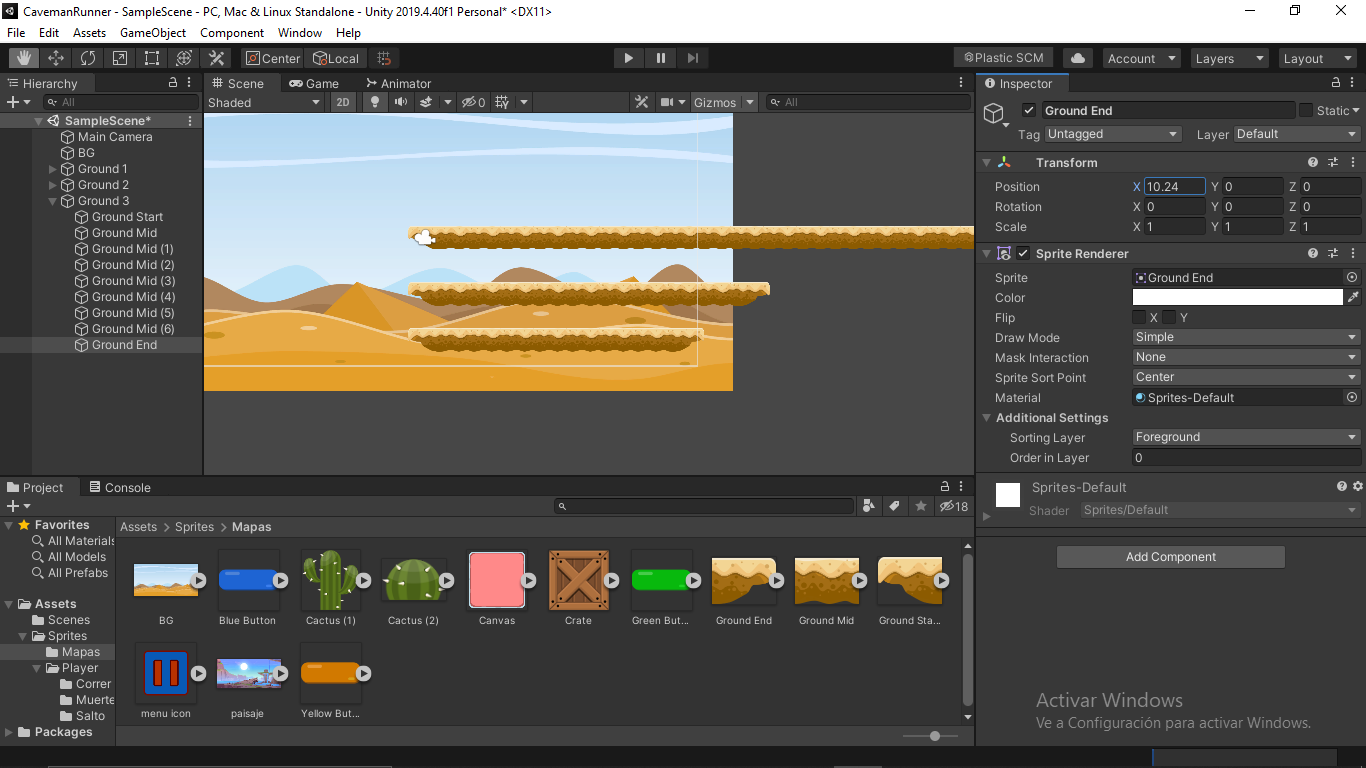 CavemanRunner - SampleScene - PC, Mac & Linux Standalone - Unity 2019.4.40f1 Personal* <DX11>
File Edit Assets GameObject Component Window Help
Center Local Plastic SCM Account Layers Layout
Hierarchy
All
SampleScene*
Main Camera
BG
Ground 1
Ground 2
Ground 3
Ground Start
Ground Mid
Ground Mid (1)
Ground Mid (2)
Ground Mid (3)
Ground Mid (4)
Ground Mid (5)
Ground Mid (6)
Ground End
Scene Game Animator
Shaded 2D 0 Gizmos All
Inspector
Ground End Static
Tag Untagged Layer Default
Transform
Position X 10.24 Y 0 Z 0
Rotation X 0 Y 0 Z 0
Scale X 1 Y 1 Z 1
Sprite Renderer
Sprite Ground End
Color
Flip X Y
Draw Mode Simple
Mask Interaction None
Sprite Sort Point Center
Material Sprites-Default
Additional Settings
Sorting Layer Foreground
Order in Layer 0
Sprites-Default
Shader Sprites/Default
Add Component
Project Console
18
Favorites
All Materials
All Models
All Prefabs
Assets
Scenes
Sprites
Mapas
Player
Correr
Muerte
Salto
Packages
Assets > Sprites > Mapas
BG Blue Button Cactus (1) Cactus (2) Canvas Crate Green But... Ground End Ground Mid Ground Sta...
menu icon paisaje Yellow But...
Activar Windows
Ve a Configuración para activar Windows.